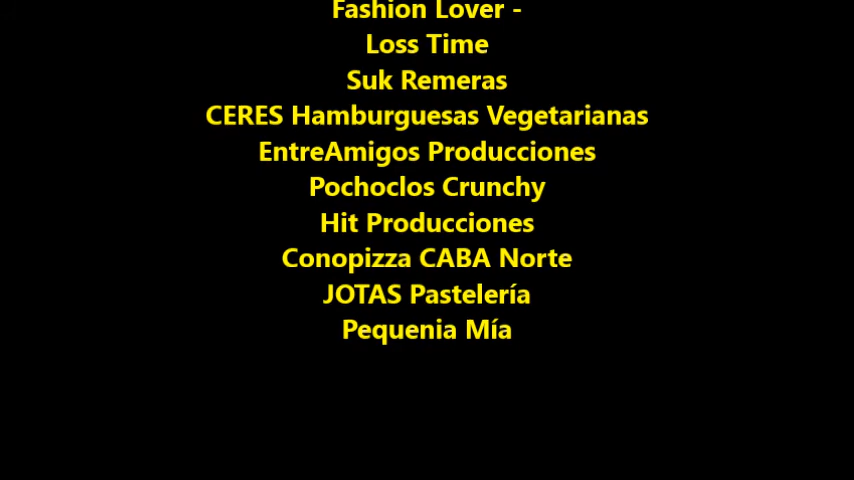 Fashion Lover -
Loss Time
Suk Remeras
CERES Hamburguesas Vegetarianas
EntreAmigos Producciones
Pochoclos Crunchy
Hit Producciones
Conopizza CABA Norte
JOTAS Pastelería
Pequenia Mía